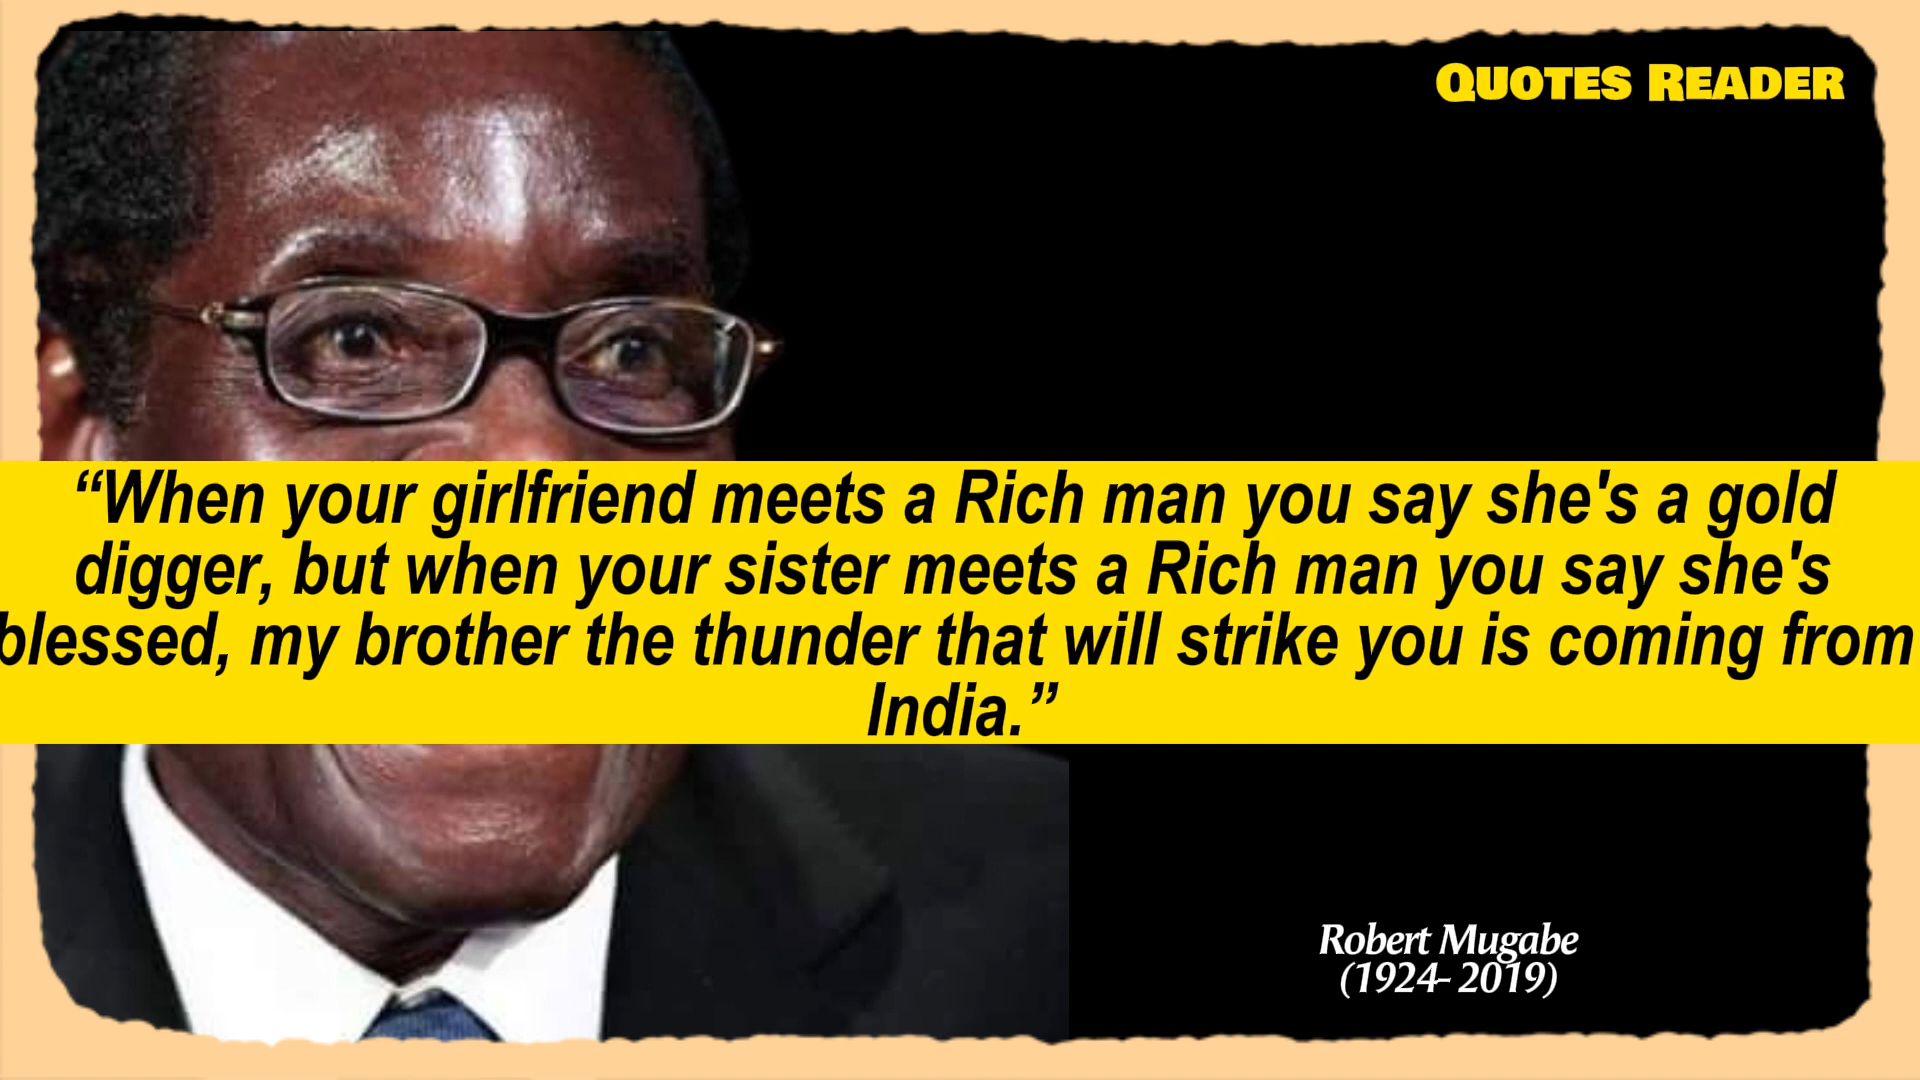 QUOTES READER
“When your girlfriend meets a Rich man you say she's a gold
digger, but when your sister meets a Rich man you say she's
blessed, my brother the thunder that will strike you is coming from
India.”
Robert Mugabe
(1924- 2019)